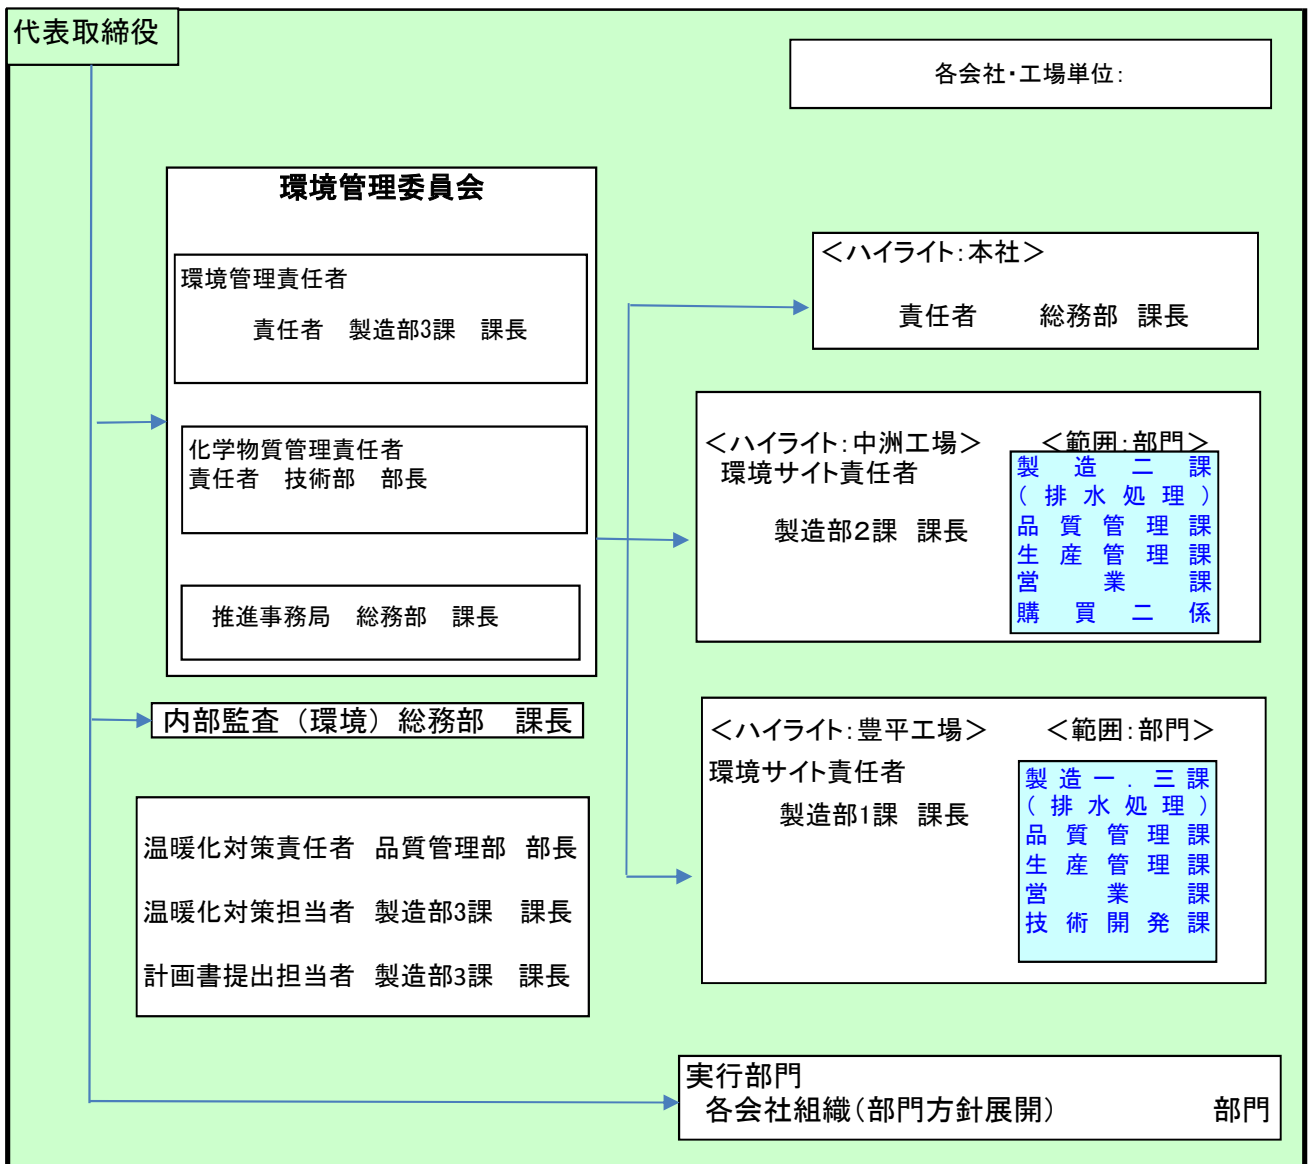 代表取締役
各会社・工場単位：
環境管理委員会
環境管理責任者
責任者　製造部3課　課長
化学物質管理責任者
責任者　技術部　部長
推進事務局　総務部　課長
内部監査（環境）総務部　課長
温暖化対策責任者　品質管理部　部長
温暖化対策担当者　製造部3課　課長
計画書提出担当者　製造部3課　課長
＜ハイライト：本社＞
責任者　総務部　課長
＜ハイライト：中洲工場＞　＜範囲：部門＞
環境サイト責任者
製造部２課　課長
製造二課
（排水処理）
品質管理課
生産管理課
営業課
購買二係
＜ハイライト：豊平工場＞　＜範囲：部門＞
環境サイト責任者
製造部1課　課長
製造一．三課
（排水処理）
品質管理課
生産管理課
営業課
技術開発課
実行部門
各会社組織（部門方針展開）　部門